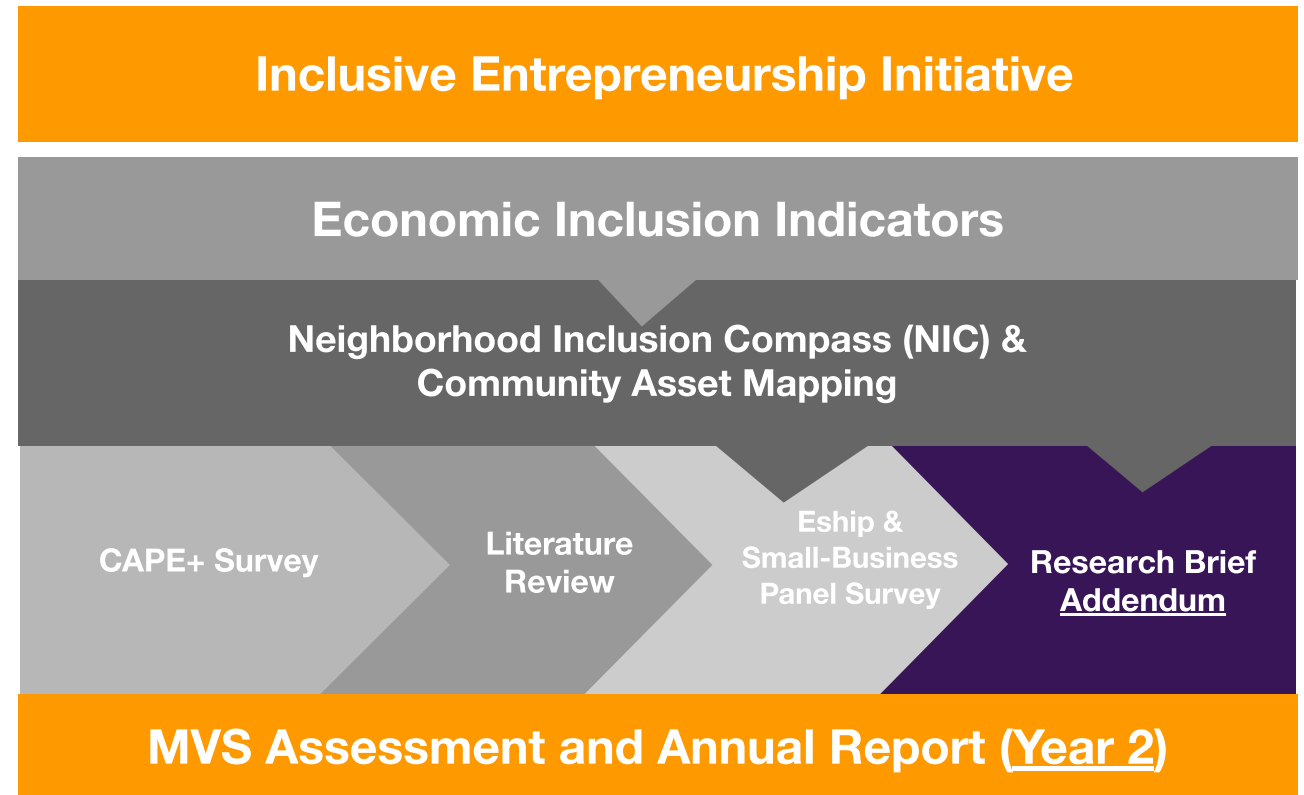 Inclusive Entrepreneurship Initiative
Economic Inclusion Indicators
Neighborhood Inclusion Compass (NIC) &
Community Asset Mapping
CAPE+ Survey
Literature
Review
Eship &
Small-Business
Panel Survey
Research Brief
Addendum
MVS Assessment and Annual Report (Year 2)